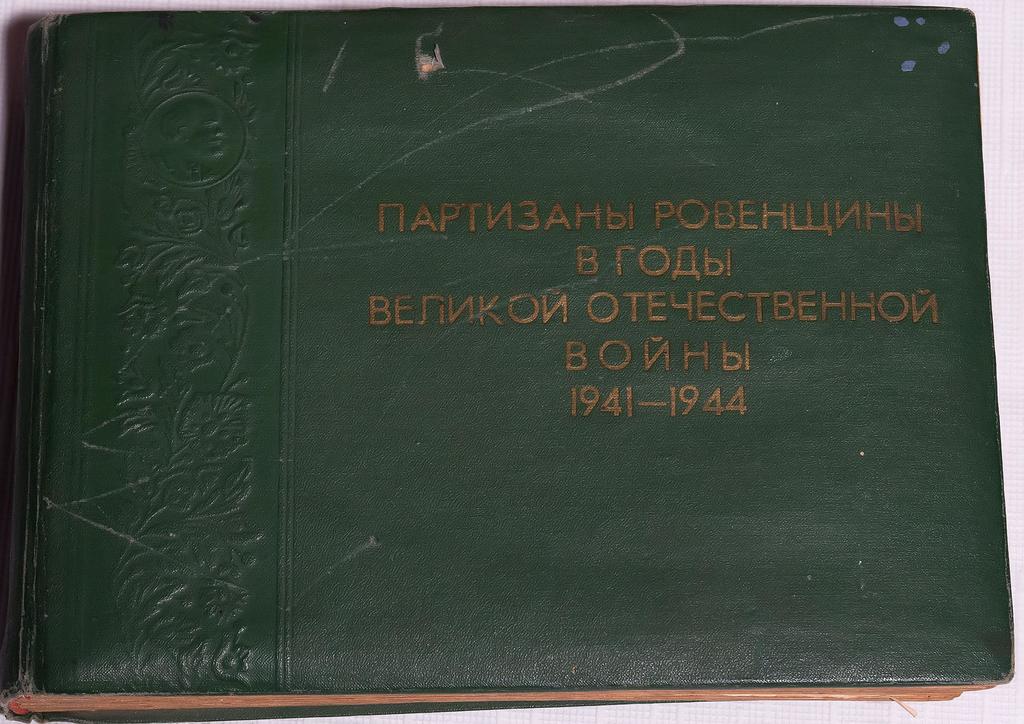 ПАРТИЗАНЫ РОВЕНЩИНЫ
В ГОДЫ
ВЕЛИКОЙ ОТЕЧЕСТВЕННОЙ
ВОЙНЫ
1941—1944